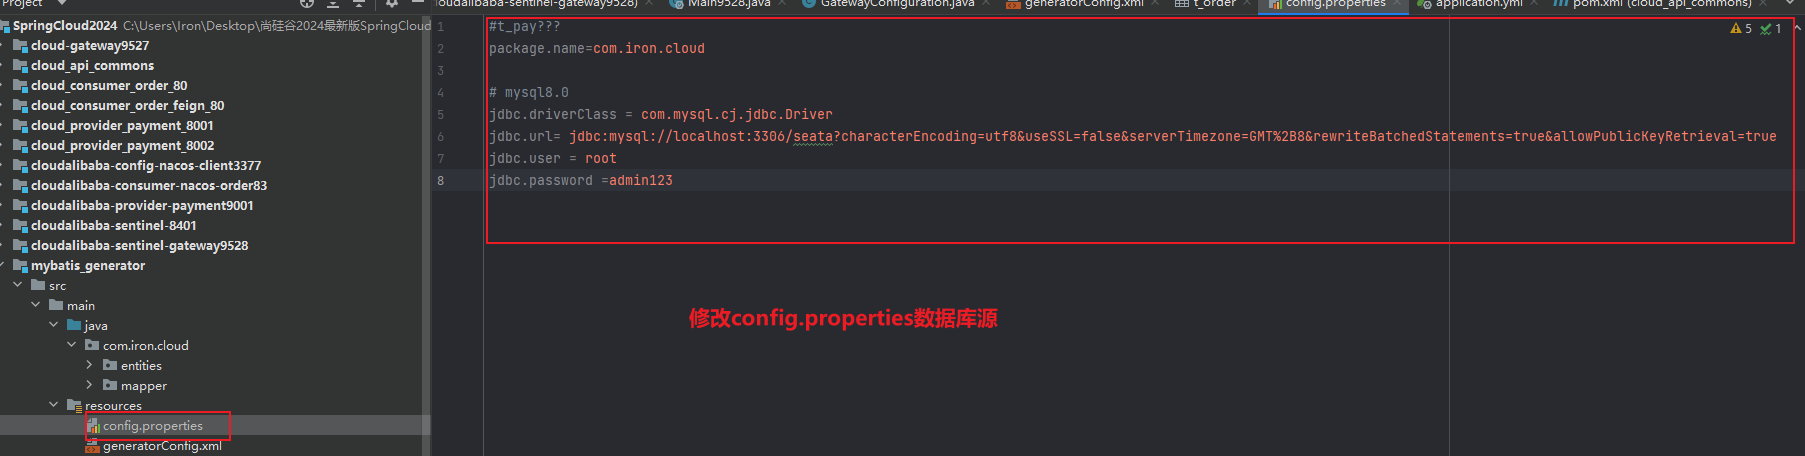 Project
cloudalibaba-sentinel-gateway9528)
Main9528.java
GatewayConfiguration.java
generatorConfig.xml
t_order
config.properties
application.yml
pom.xml (cloud_api_commons)
SpringCloud2024 C:\Users\Iron\Desktop\尚硅谷2024最新版SpringCloud
cloud-gateway9527
cloud_api_commons
cloud_consumer_order_80
cloud_consumer_order_feign_80
cloud_provider_payment_8001
cloud_provider_payment_8002
cloudalibaba-config-nacos-client3377
cloudalibaba-consumer-nacos-order83
cloudalibaba-provider-payment9001
cloudalibaba-sentinel-8401
cloudalibaba-sentinel-gateway9528
mybatis_generator
src
main
java
com.iron.cloud
entities
mapper
resources
config.properties
generatorConfig.xml
1 #t_pay???
2 package.name=com.iron.cloud
3
4 # mysql8.0
5 jdbc.driverClass = com.mysql.cj.jdbc.Driver
6 jdbc.url= jdbc:mysql://localhost:3306/seata?characterEncoding=utf8&useSSL=false&serverTimezone=GMT%2B8&rewriteBatchedStatements=true&allowPublicKeyRetrieval=true
7 jdbc.user = root
8 jdbc.password =admin123
5 1
修改config.properties数据库源